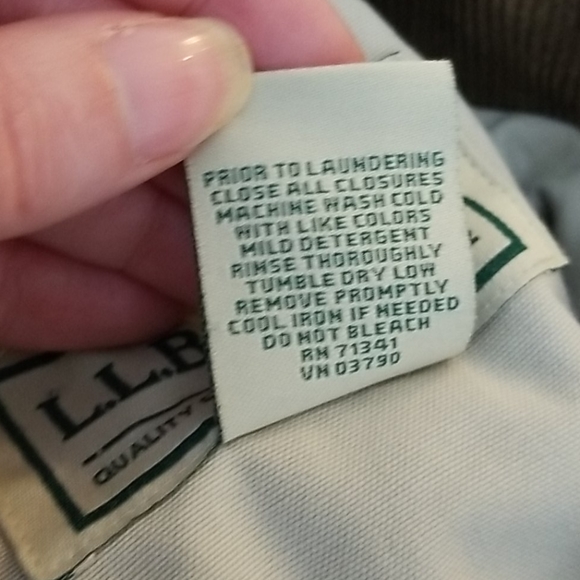 PRIOR TO LAUNDERING
CLOSE ALL CLOSURES
MACHINE WASH COLD
WITH LIKE COLORS
MILD DETERGENT
RINSE THOROUGHLY
TUMBLE DRY LOW
REMOVE PROMPTLY
COOL IRON IF NEEDED
DO NOT BLEACH
RN 71341
VN 03790
L.L.B
QUALITY